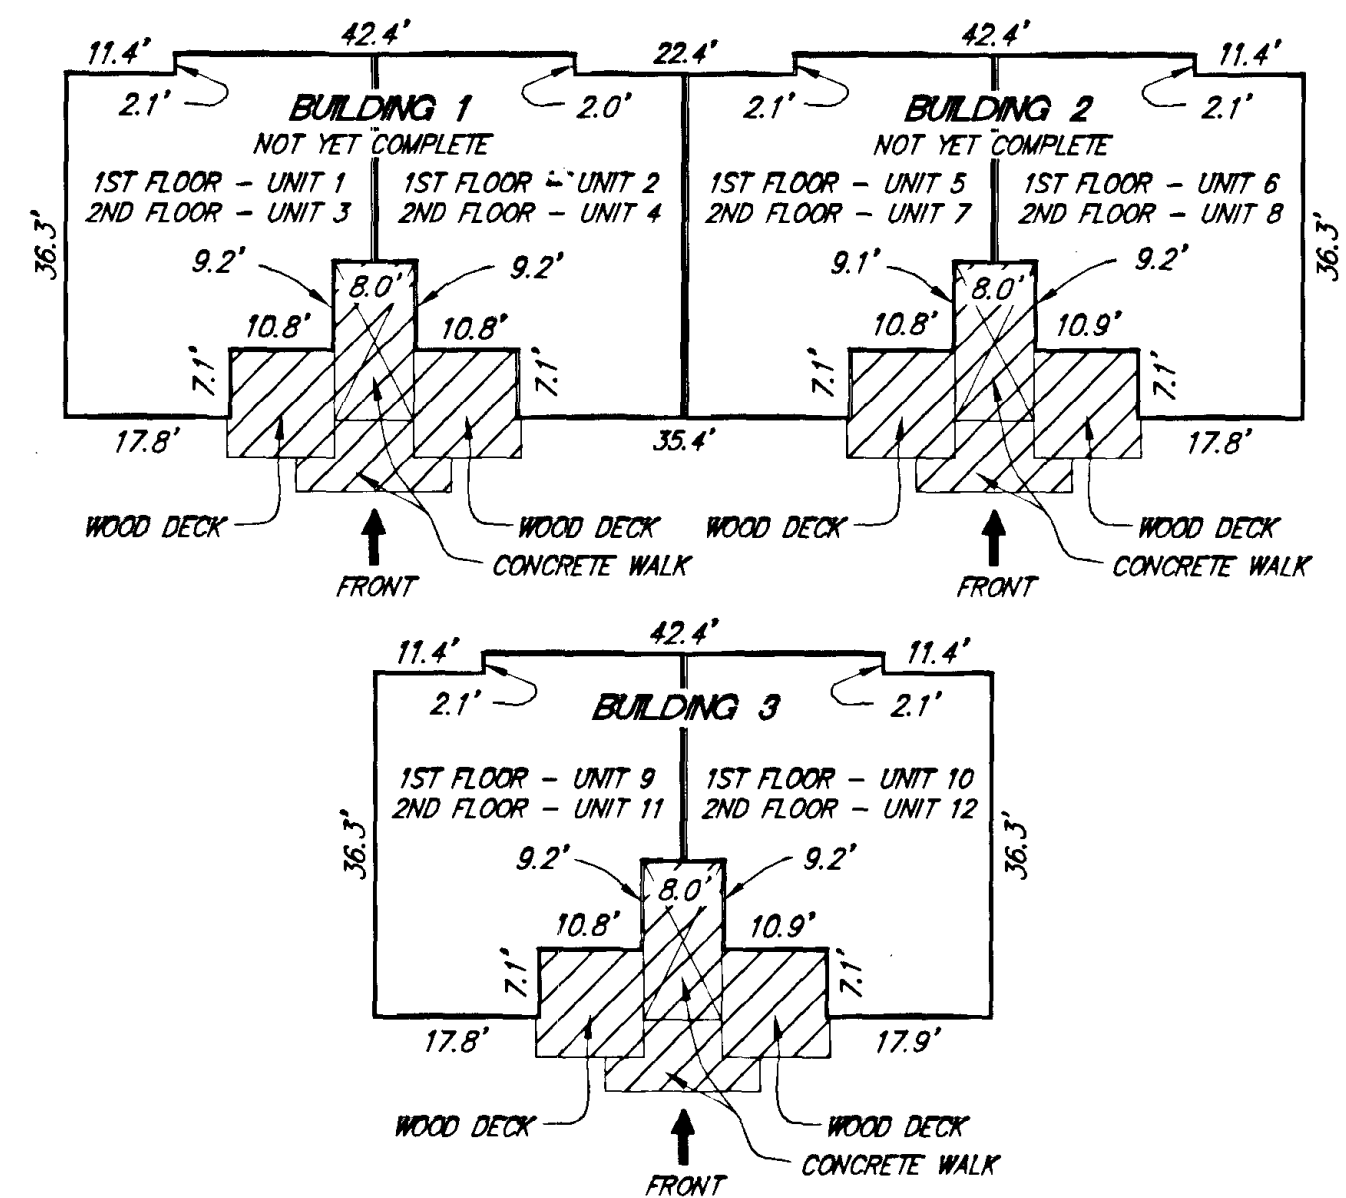 11.4' 42.4' 22.4' 42.4' 11.4'
2.1' 2.0' 2.1' 2.1'
BUILDING 1 BUILDING 2
NOT YET COMPLETE NOT YET COMPLETE
1ST FLOOR - UNIT 1 1ST FLOOR - UNIT 2 1ST FLOOR - UNIT 5 1ST FLOOR - UNIT 6
2ND FLOOR - UNIT 3 2ND FLOOR - UNIT 4 2ND FLOOR - UNIT 7 2ND FLOOR - UNIT 8
36.3' 36.3'
9.2' 9.2' 9.1' 9.2'
8.0' 8.0'
10.8' 10.8' 10.8' 10.9'
7.1' 7.1' 7.1' 7.1'
17.8' 35.4' 17.8'
WOOD DECK WOOD DECK WOOD DECK WOOD DECK
CONCRETE WALK CONCRETE WALK
FRONT FRONT
11.4' 42.4' 11.4'
2.1' 2.1'
BUILDING 3
1ST FLOOR - UNIT 9 1ST FLOOR - UNIT 10
2ND FLOOR - UNIT 11 2ND FLOOR - UNIT 12
36.3' 36.3'
9.2' 9.2'
8.0'
10.8' 10.9'
7.1' 7.1'
17.8' 17.9'
WOOD DECK WOOD DECK
CONCRETE WALK
FRONT